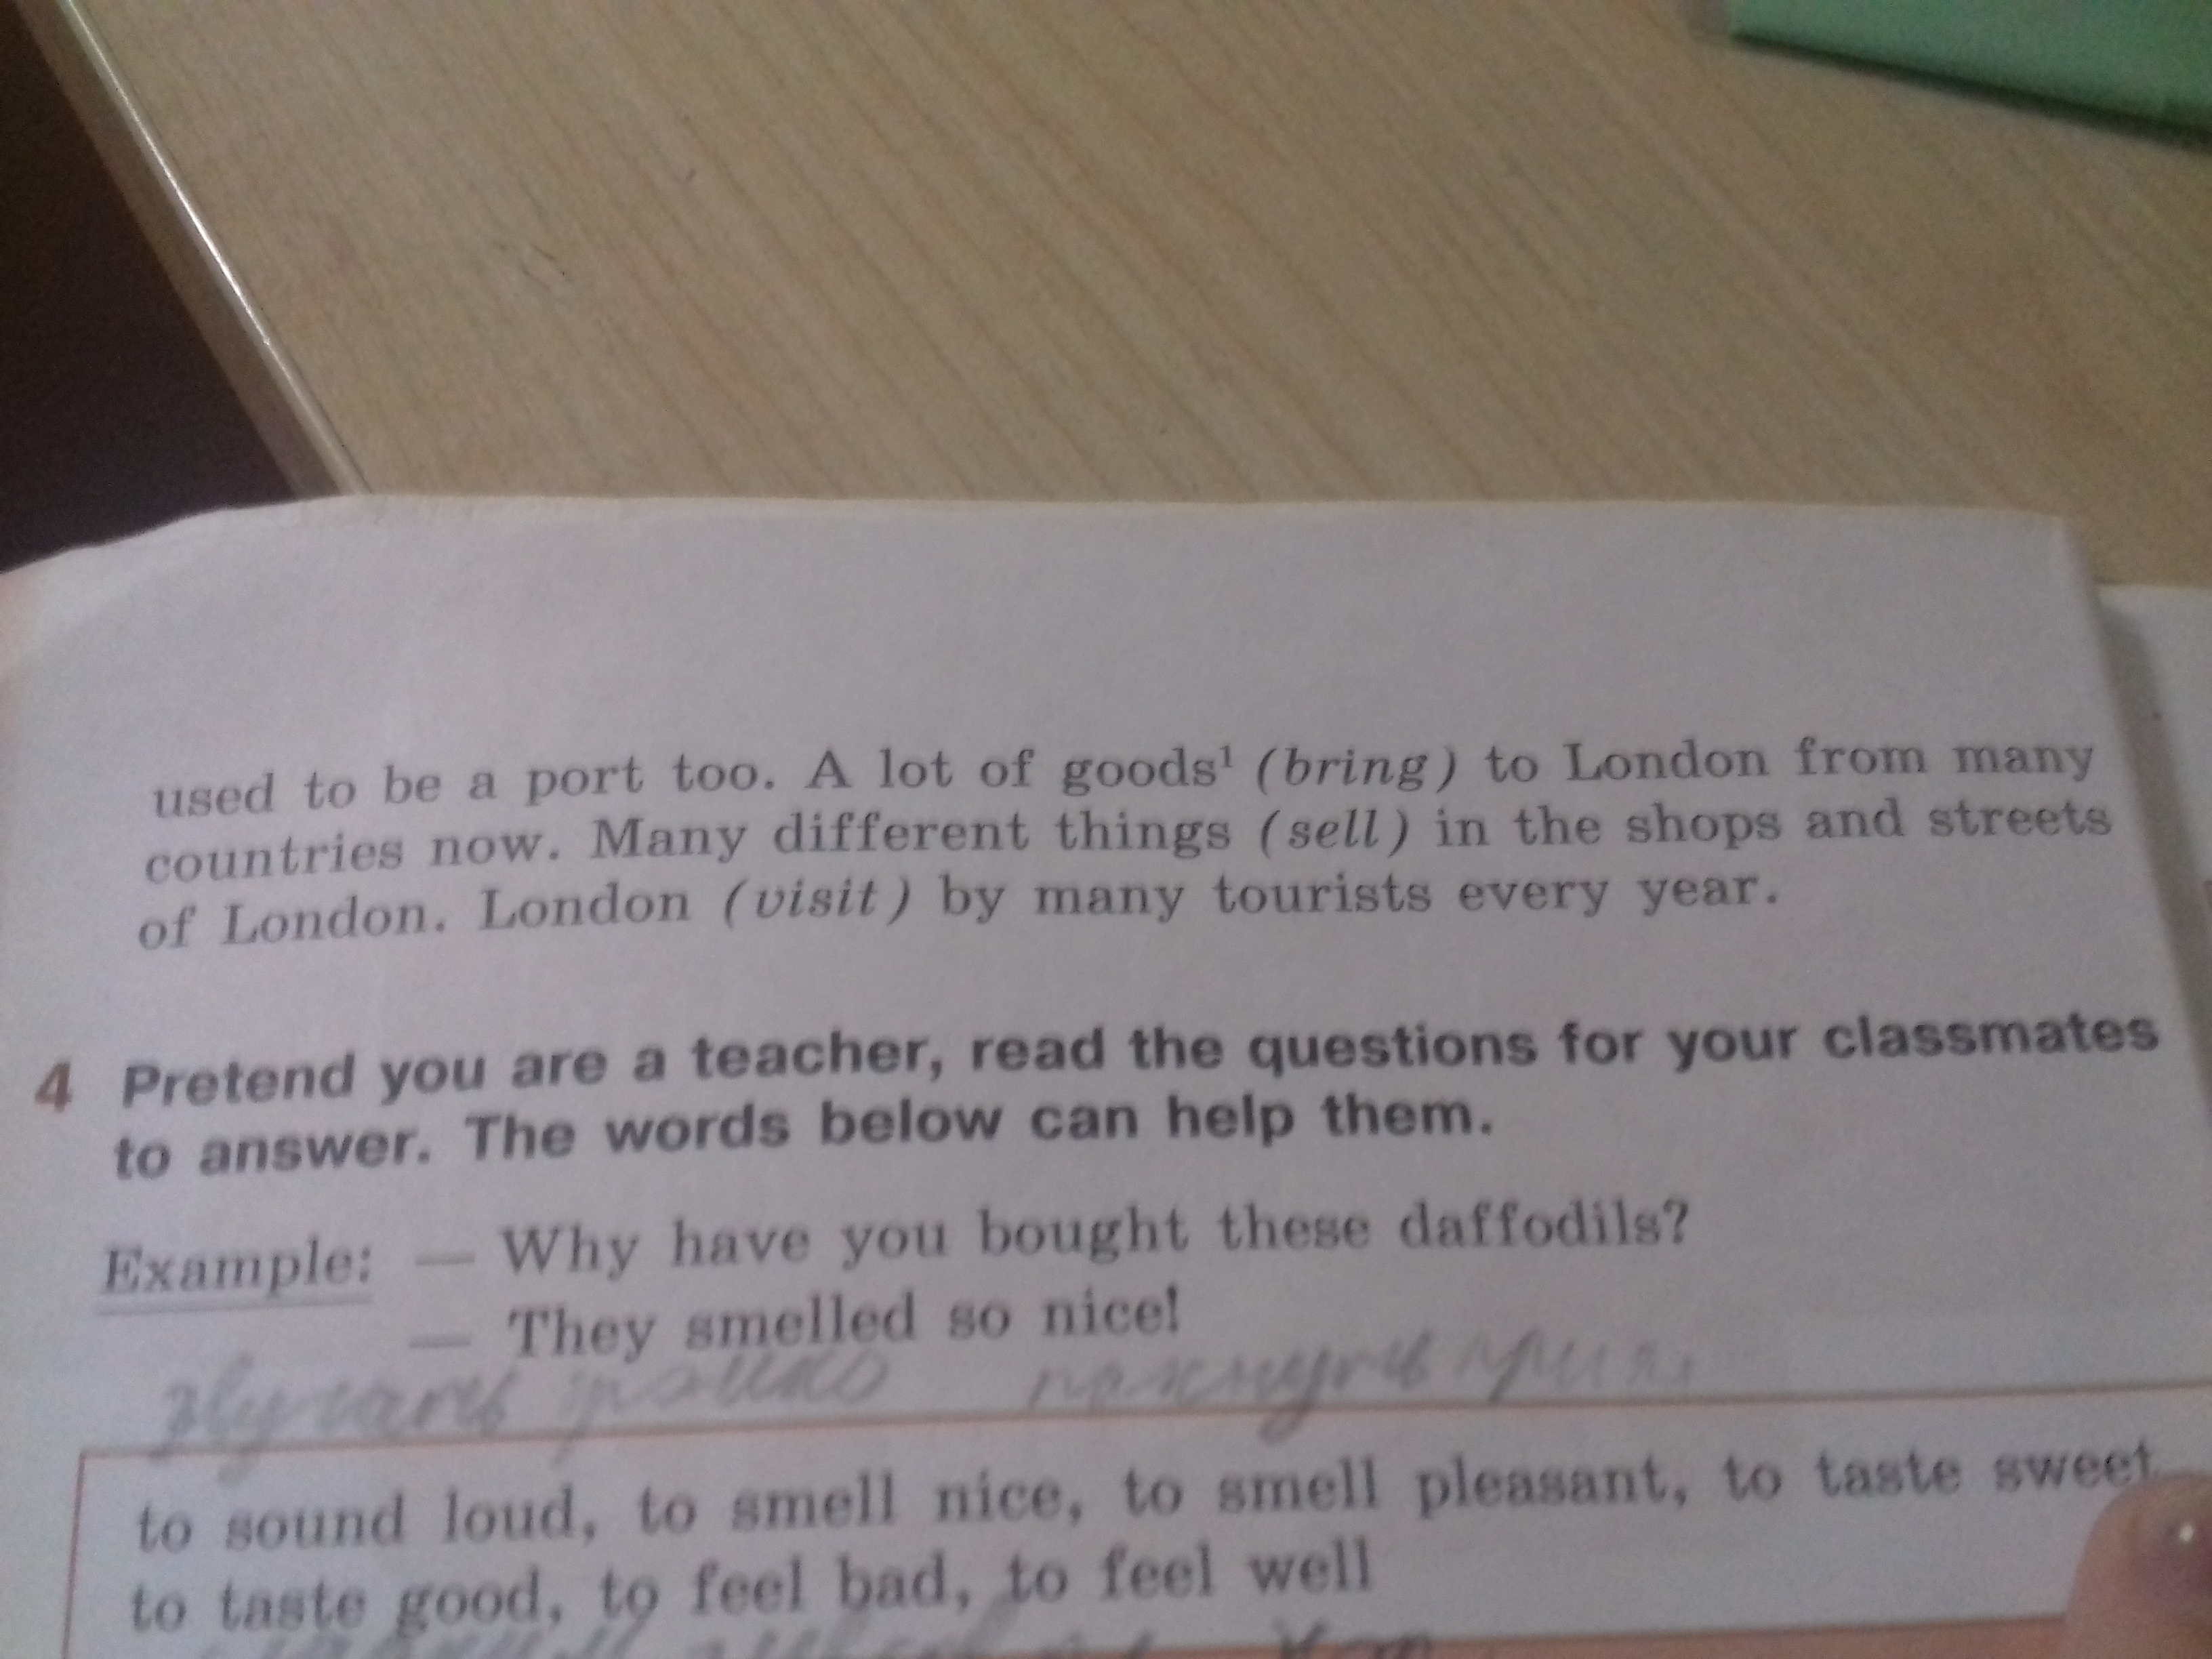 used to be a port too. A lot of goods¹ (bring) to London from many
countries now. Many different things (sell) in the shops and streets
of London. London (visit) by many tourists every year.
4 Pretend you are a teacher, read the questions for your classmates
to answer. The words below can help them.
Example: — Why have you bought these daffodils?
— They smelled so nice!
звучать громко пахнуть
to sound loud, to smell nice, to smell pleasant, to taste sweet
to taste good, to feel bad, to feel well